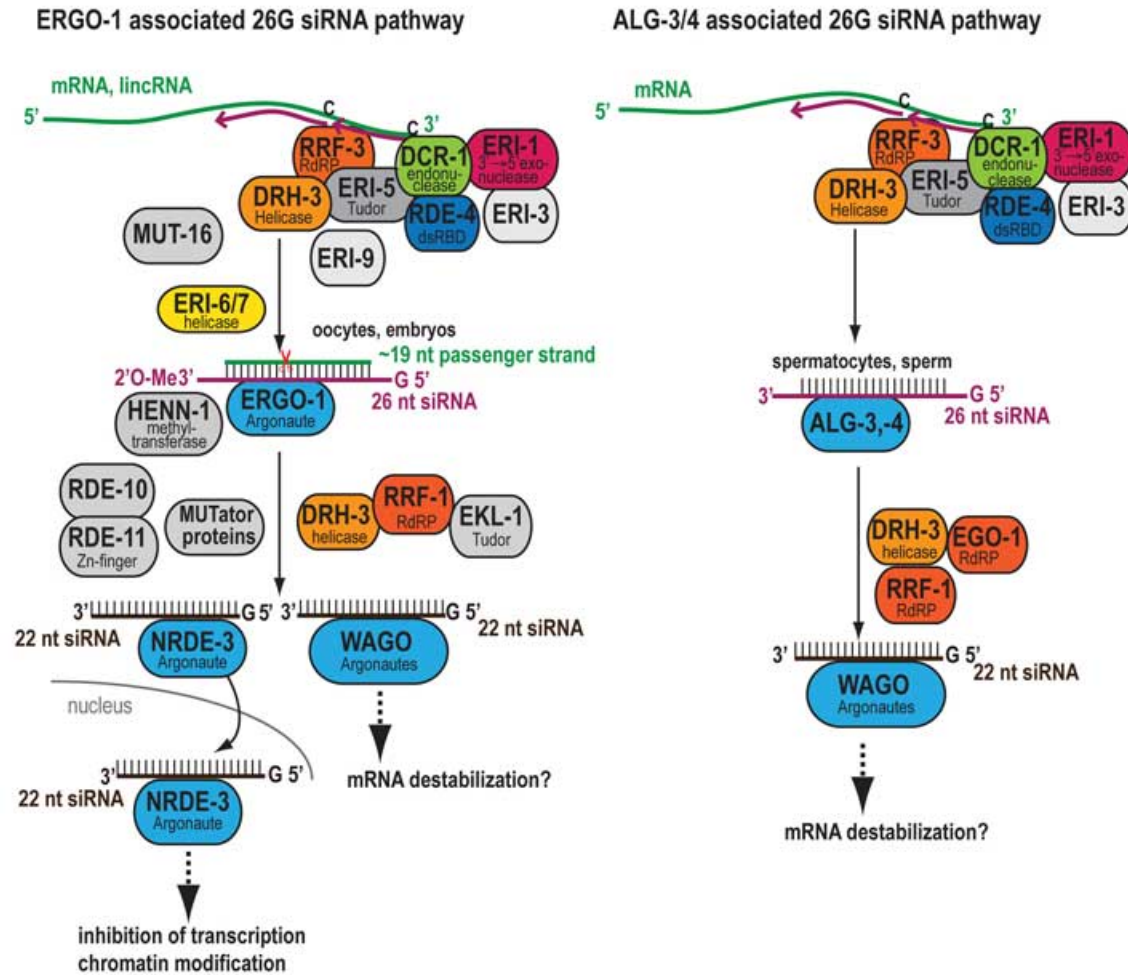 ERGO-1 associated 26G siRNA pathway
mRNA, lincRNA
5’
C
C
3’
RRF-3
RdRP
DCR-1
endonu-
clease
ERI-1
3 →5 exo-
nuclease
DRH-3
Helicase
ERI-5
Tudor
RDE-4
dsRBD
ERI-3
MUT-16
ERI-9
ERI-6/7
helicase
oocytes, embryos
~19 nt passenger strand
2’O-Me3’
G 5’
26 nt siRNA
ERGO-1
Argonaute
HENN-1
methyl-
transferase
RDE-10
RDE-11
Zn-finger
MUTator
proteins
DRH-3
helicase
RRF-1
RdRP
EKL-1
Tudor
3’
G 5’
22 nt siRNA
NRDE-3
Argonaute
3’
G 5’
22 nt siRNA
WAGO
Argonautes
nucleus
3’
G 5’
22 nt siRNA
NRDE-3
Argonaute
mRNA destabilization?
inhibition of transcription
chromatin modification
ALG-3/4 associated 26G siRNA pathway
mRNA
5’
C
C
3’
RRF-3
RdRP
DCR-1
endonu-
clease
ERI-1
3 →5 exo-
nuclease
DRH-3
Helicase
ERI-5
Tudor
RDE-4
dsRBD
ERI-3
spermatocytes, sperm
3’
G 5’
26 nt siRNA
ALG-3,-4
DRH-3
helicase
EGO-1
RdRP
RRF-1
RdRP
3’
G 5’
22 nt siRNA
WAGO
Argonautes
mRNA destabilization?